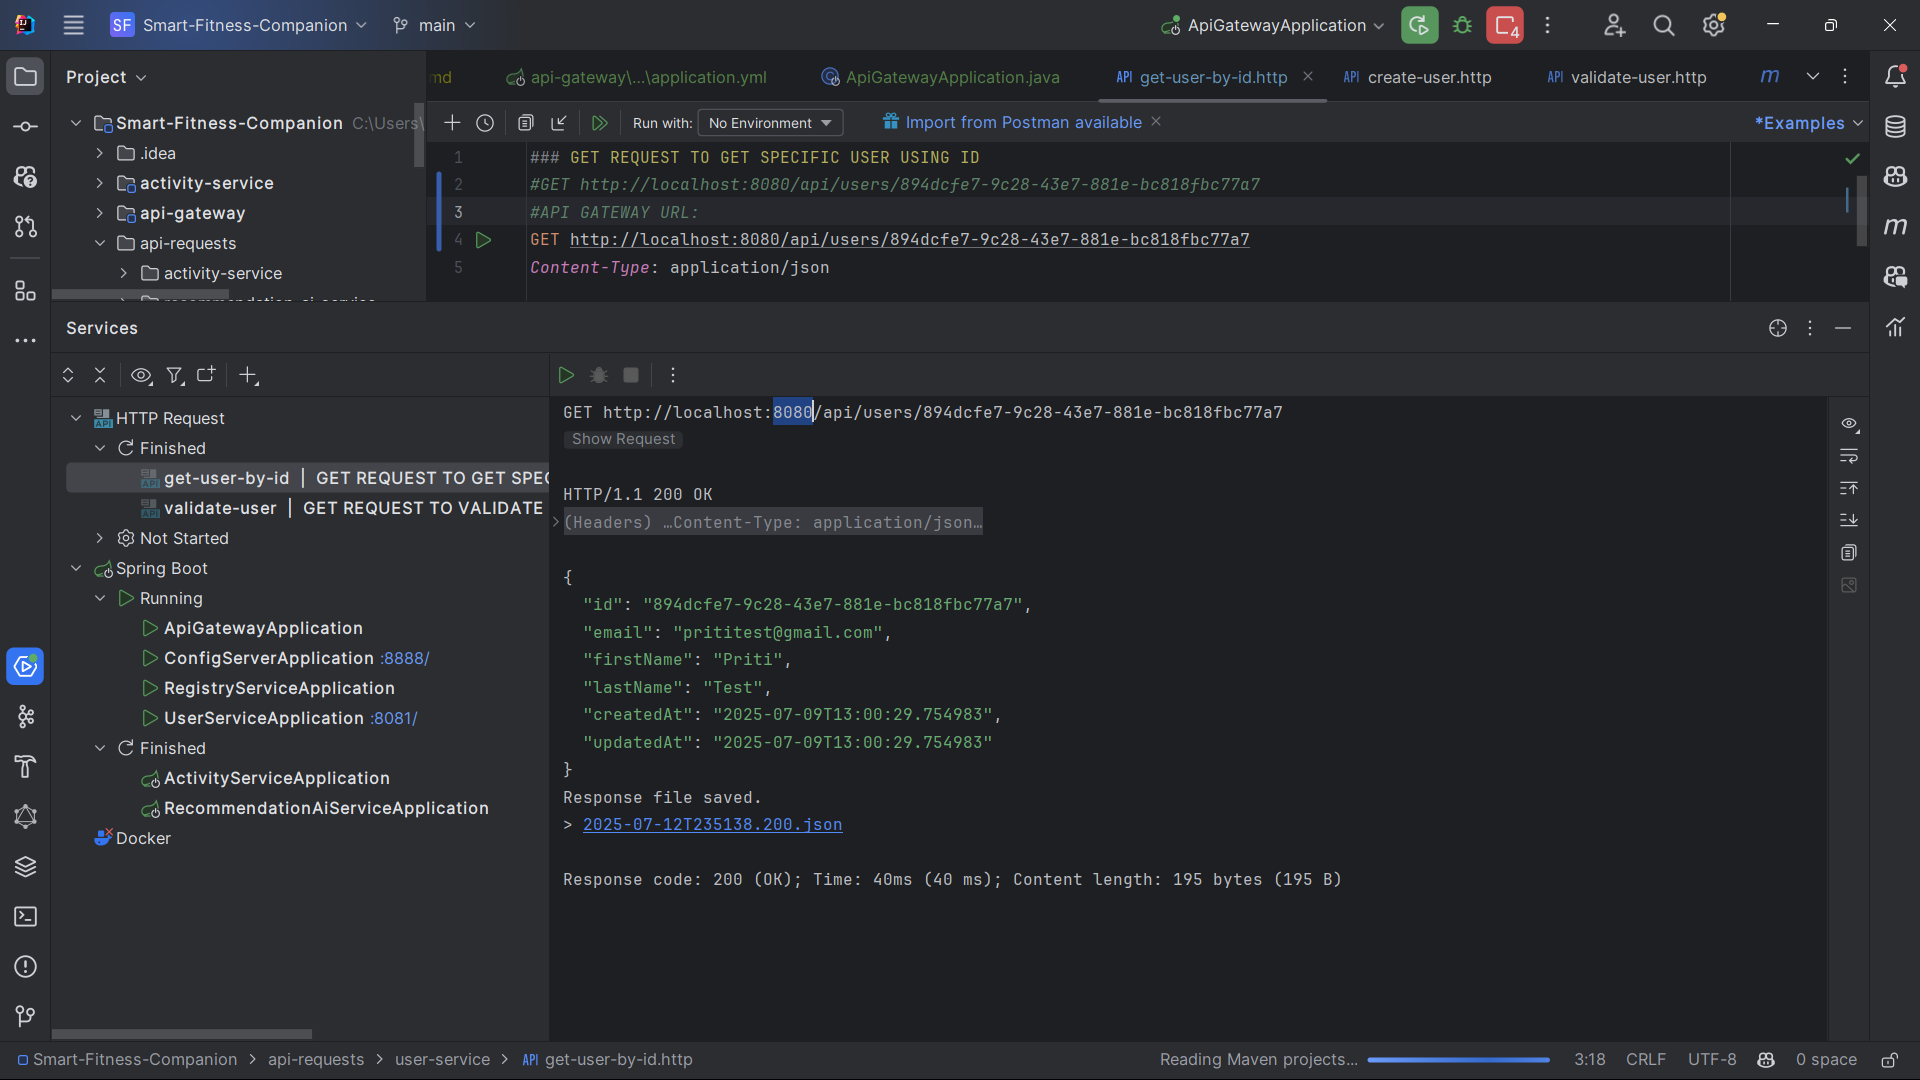 SF Smart-Fitness-Companion main ApiGatewayApplication 4
Project
md api-gateway\...\application.yml ApiGatewayApplication.java API get-user-by-id.http API create-user.http API validate-user.http m
Run with: No Environment Import from Postman available *Examples
Smart-Fitness-Companion C:\Users\
.idea
activity-service
api-gateway
api-requests
activity-service
1 ### GET REQUEST TO GET SPECIFIC USER USING ID
2 #GET http://localhost:8080/api/users/894dcfe7-9c28-43e7-881e-bc818fbc77a7
3 #API GATEWAY URL:
4 GET http://localhost:8080/api/users/894dcfe7-9c28-43e7-881e-bc818fbc77a7
5 Content-Type: application/json
m
Services
API HTTP Request
Finished
get-user-by-id | GET REQUEST TO GET SPEC
validate-user | GET REQUEST TO VALIDATE
Not Started
Spring Boot
Running
ApiGatewayApplication
ConfigServerApplication :8888/
RegistryServiceApplication
UserServiceApplication :8081/
Finished
ActivityServiceApplication
RecommendationAiServiceApplication
Docker
GET http://localhost:8080/api/users/894dcfe7-9c28-43e7-881e-bc818fbc77a7
Show Request
HTTP/1.1 200 OK
(Headers) …Content-Type: application/json…
{
"id": "894dcfe7-9c28-43e7-881e-bc818fbc77a7",
"email": "prititest@gmail.com",
"firstName": "Priti",
"lastName": "Test",
"createdAt": "2025-07-09T13:00:29.754983",
"updatedAt": "2025-07-09T13:00:29.754983"
}
Response file saved.
> 2025-07-12T235138.200.json
Response code: 200 (OK); Time: 40ms (40 ms); Content length: 195 bytes (195 B)
Smart-Fitness-Companion > api-requests > user-service > API get-user-by-id.http Reading Maven projects... 3:18 CRLF UTF-8 0 space